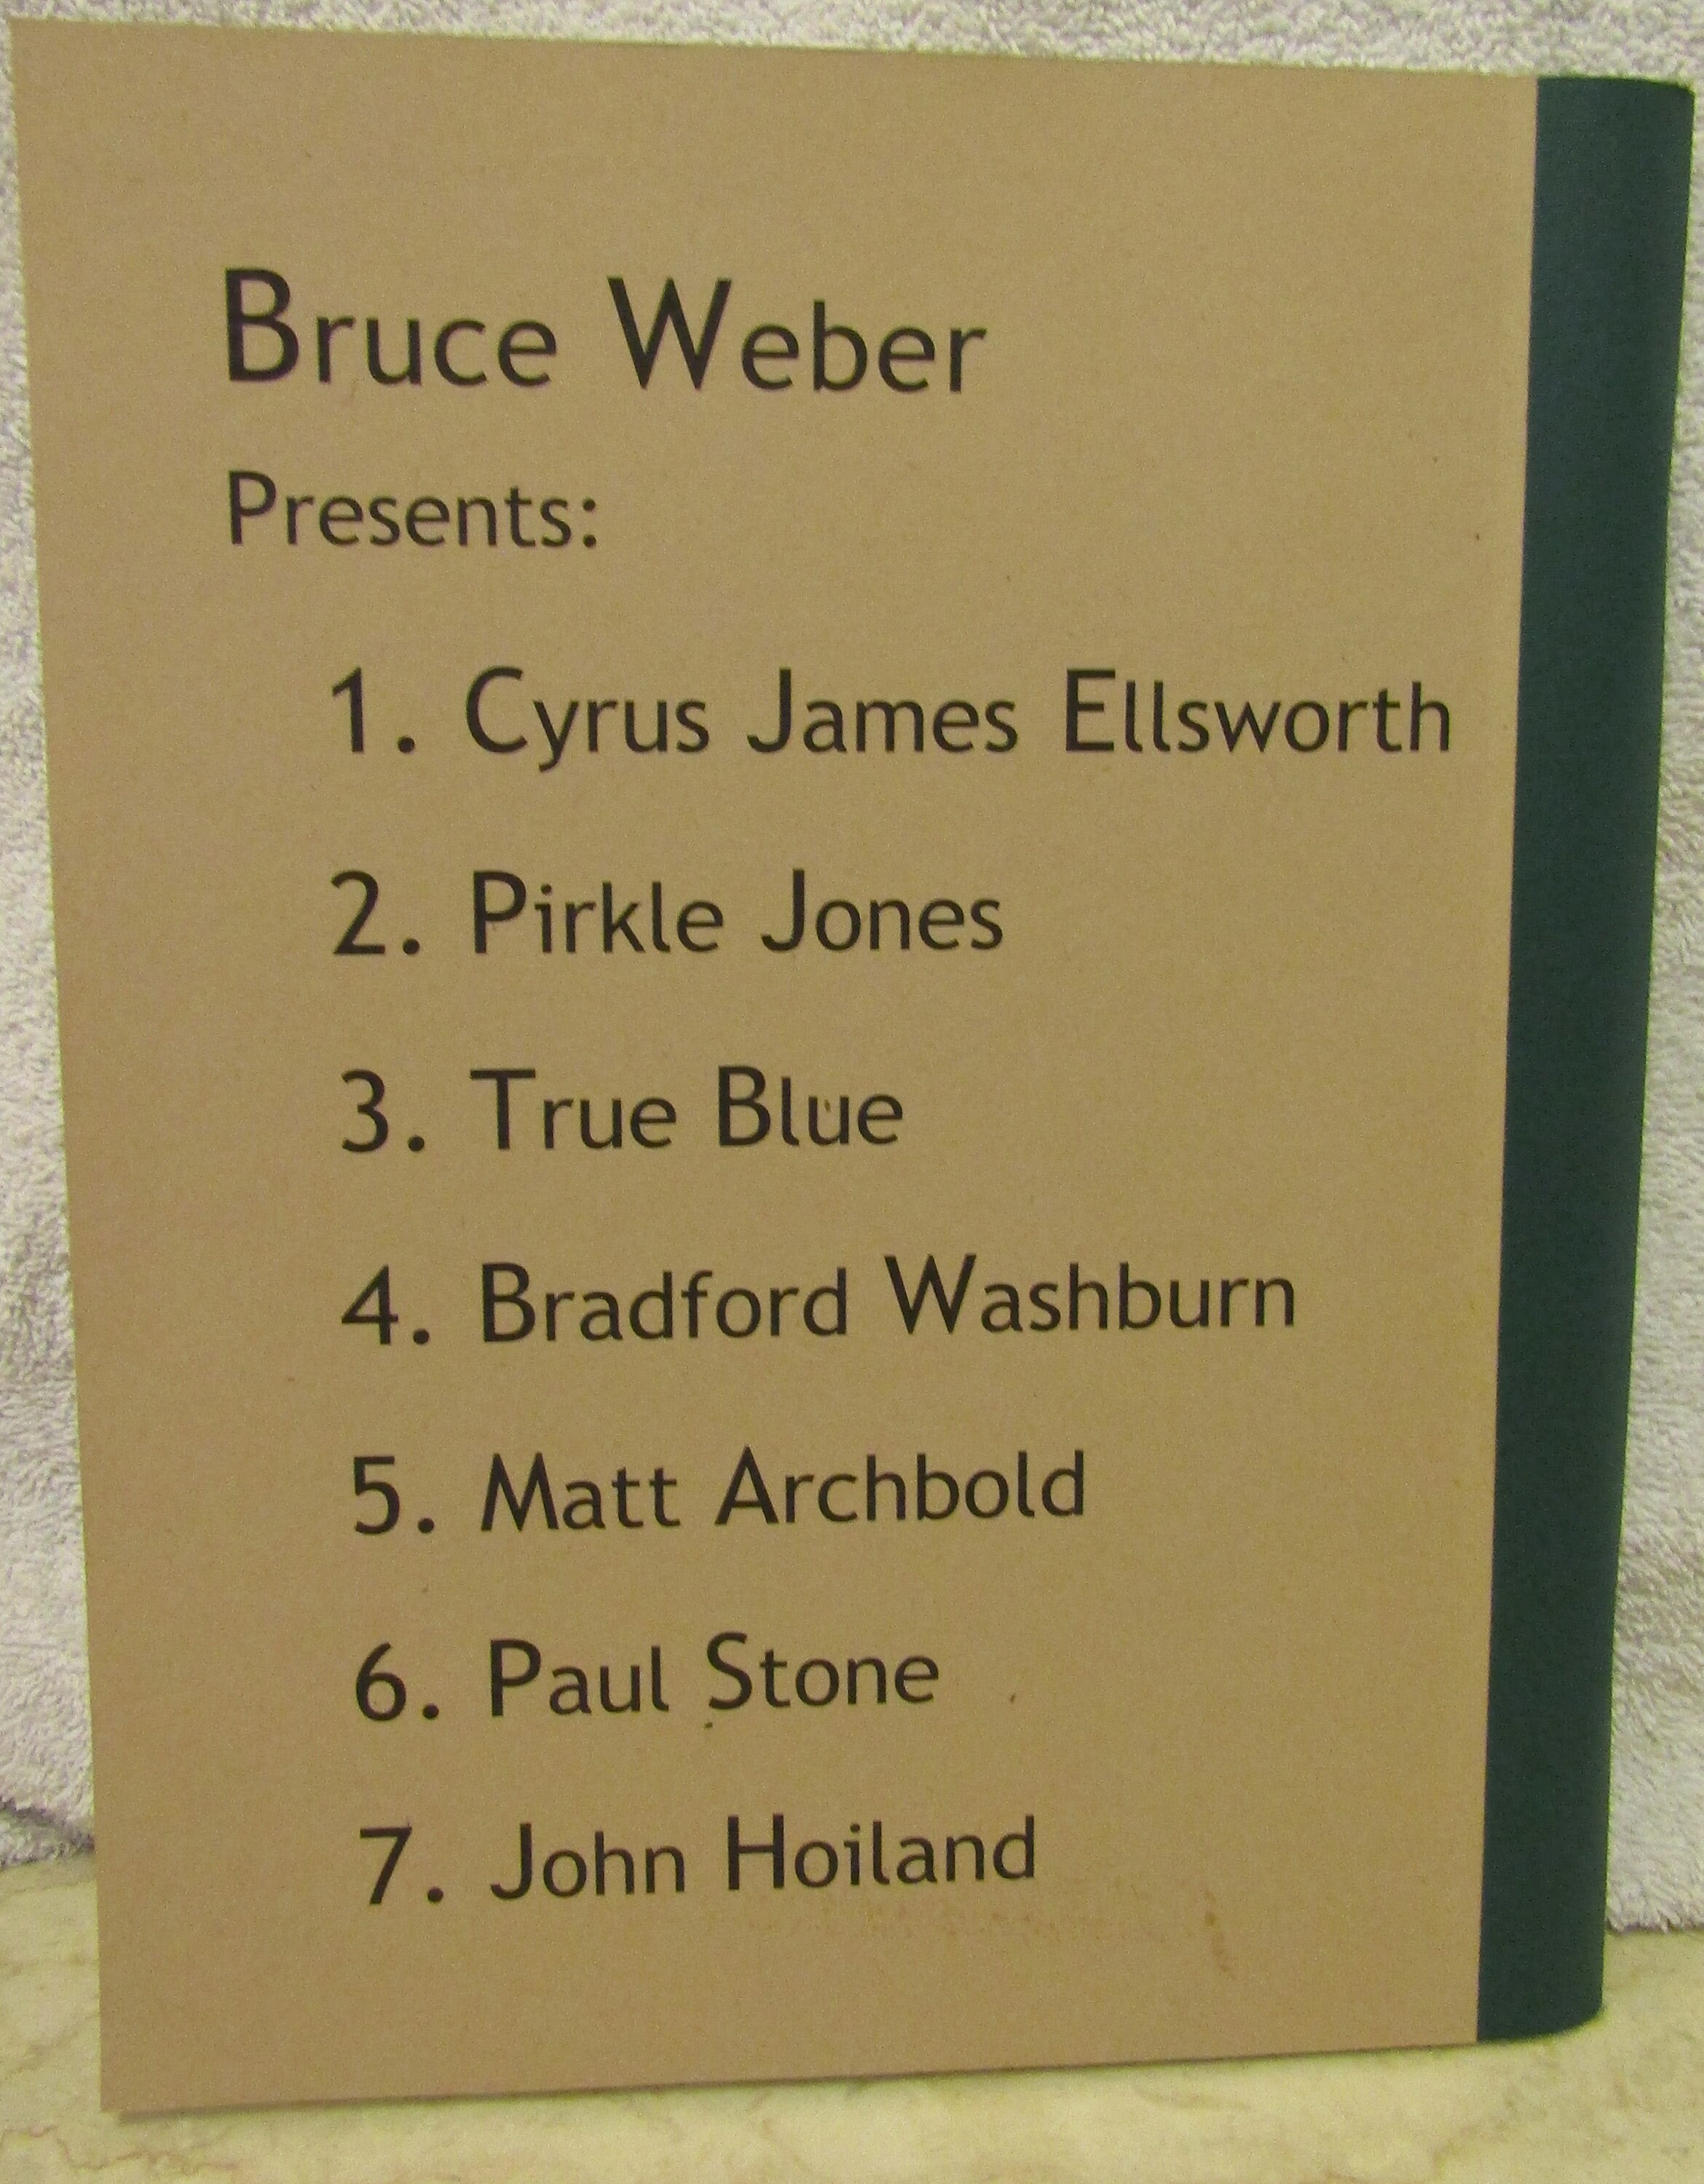 Bruce Weber
Presents:
1. Cyrus James Ellsworth
2. Pirkle Jones
3. True Blue
4. Bradford Washburn
5. Matt Archbold
6. Paul Stone
7. John Hoiland